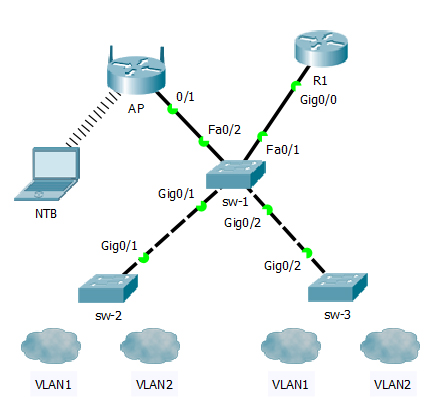 0/1
AP
R1
Gig0/0
Fa0/2
Fa0/1
NTB
Gig0/1
sw-1
Gig0/2
Gig0/1
Gig0/2
sw-2
sw-3
VLAN1
VLAN2
VLAN1
VLAN2